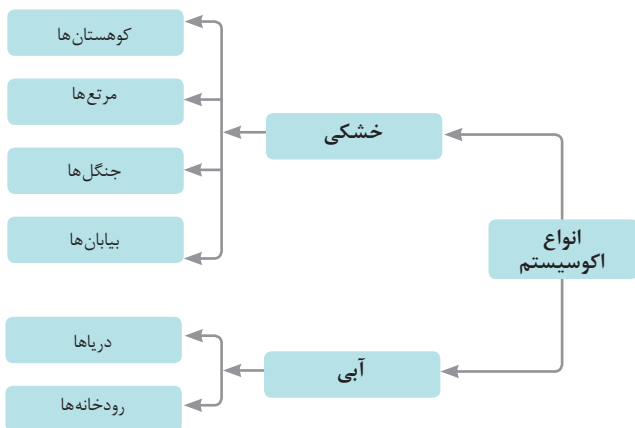 انواع
اکوسیستم
خشکی
کوهستان‌ها
مرتع‌ها
جنگل‌ها
بیابان‌ها
آبی
دریاها
رودخانه‌ها